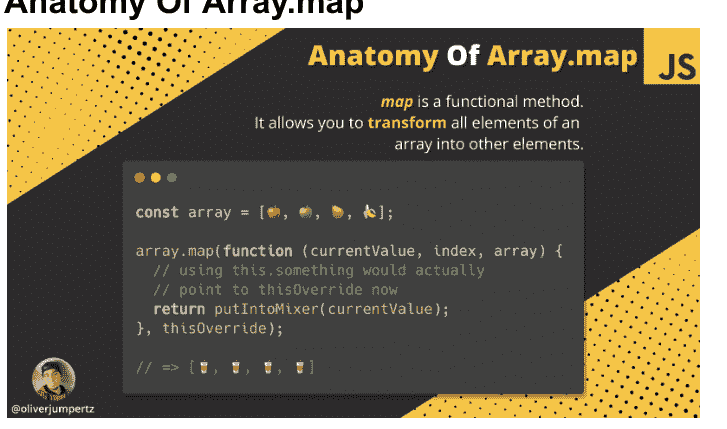 Anatomy Of Array.map
Anatomy Of Array.map
JS
map is a functional method.
It allows you to transform all elements of an
array into other elements.
const array = [🍎, 🥭, 🍋, 🍌];
array.map(function (currentValue, index, array) {
// using this.something would actually
// point to thisOverride now
return putIntoMixer(currentValue);
}, thisOverride);
// => [🥤, 🥤, 🥤, 🥤]
@oliverjumpertz